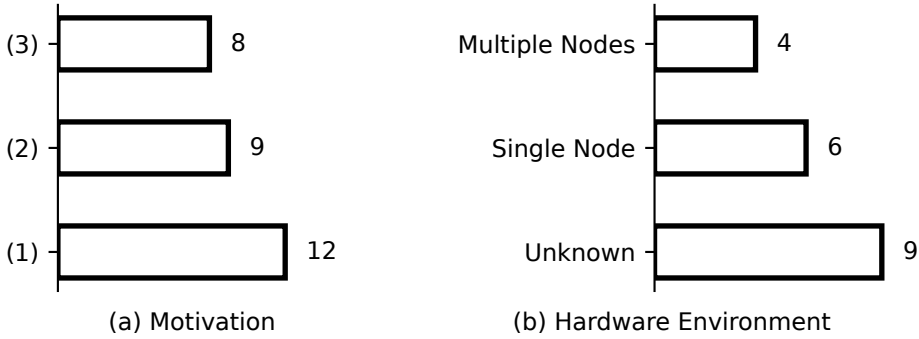 (3)
8
(2)
9
(1)
12
(a) Motivation
Multiple Nodes
4
Single Node
6
Unknown
9
(b) Hardware Environment